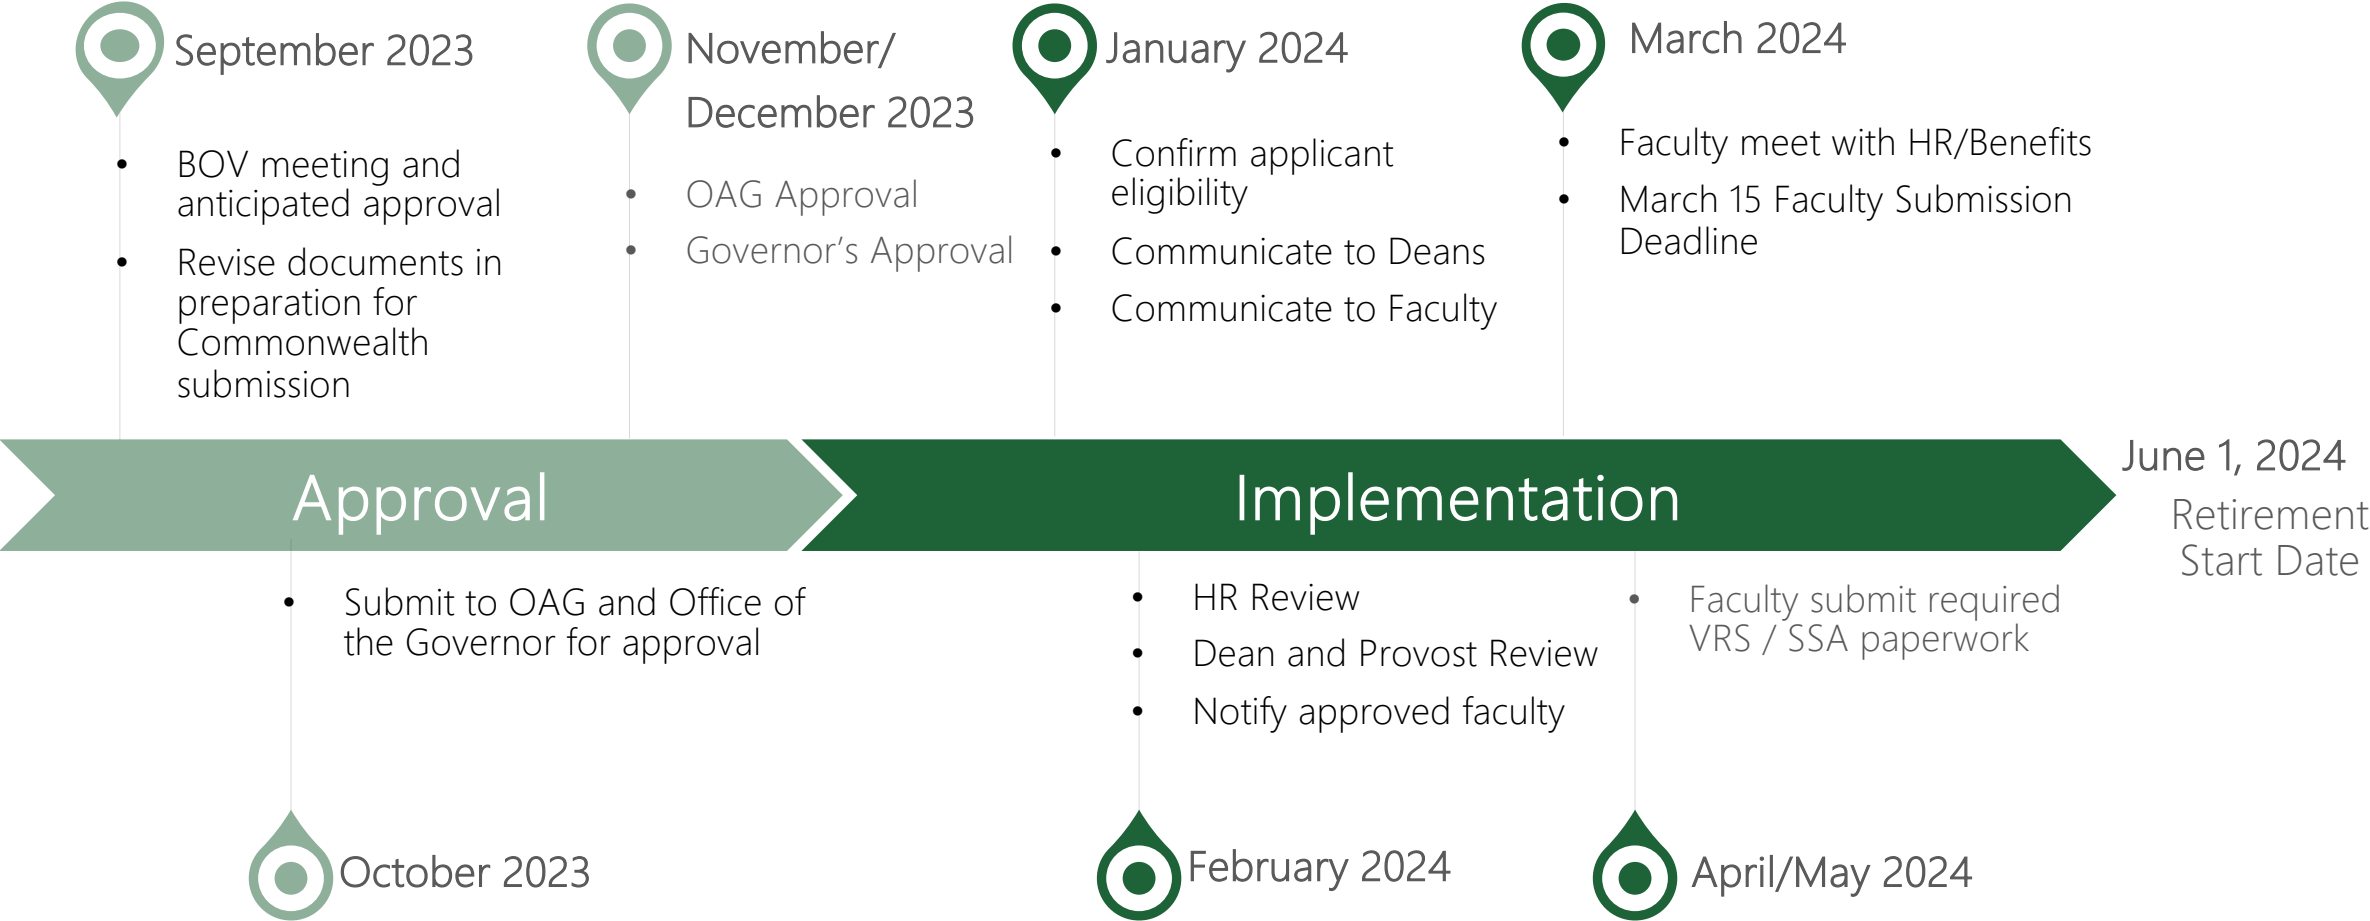 September 2023
• BOV meeting and
anticipated approval
• Revise documents in
preparation for
Commonwealth
submission
November/
December 2023
• OAG Approval
• Governor’s Approval
January 2024
• Confirm applicant
eligibility
• Communicate to Deans
• Communicate to Faculty
March 2024
• Faculty meet with HR/Benefits
• March 15 Faculty Submission
Deadline
Approval
Implementation
June 1, 2024
Retirement
Start Date
• Submit to OAG and Office of
the Governor for approval
October 2023
• HR Review
• Dean and Provost Review
• Notify approved faculty
February 2024
• Faculty submit required
VRS / SSA paperwork
April/May 2024